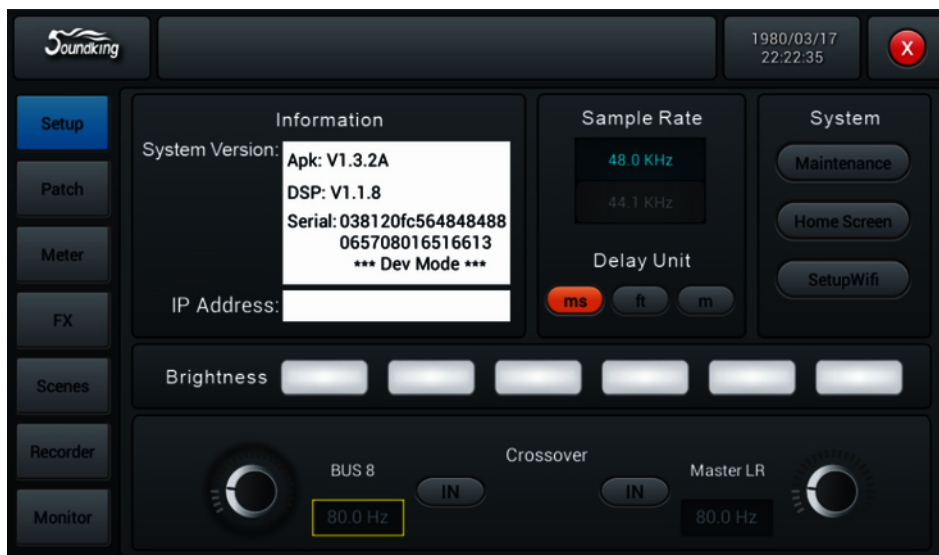 Soundking
1980/03/17
22:22:35
X
Setup
Patch
Meter
FX
Scenes
Recorder
Monitor
Information
System Version:
Apk: V1.3.2A
DSP: V1.1.8
Serial: 038120fc564848488
065708016516613
*** Dev Mode ***
IP Address:
Sample Rate
48.0 KHz
44.1 KHz
Delay Unit
ms ft m
System
Maintenance
Home Screen
SetupWifi
Brightness
Crossover
BUS 8
IN
80.0 Hz
Master LR
IN
80.0 Hz